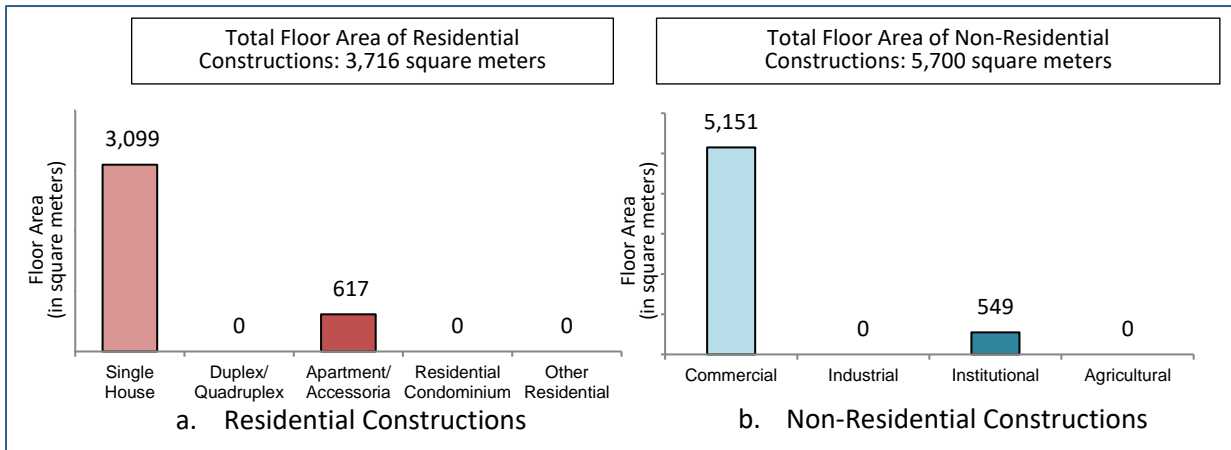 Total Floor Area of Residential
Constructions: 3,716 square meters
3,099
0
617
0
0
Floor Area
(in square meters)
Single
House
Duplex/
Quadruplex
Apartment/
Accessoria
Residential
Condominium
Other
Residential
a. Residential Constructions
Total Floor Area of Non-Residential
Constructions: 5,700 square meters
5,151
0
549
0
Floor Area
(in square meters)
Commercial
Industrial
Institutional
Agricultural
b. Non-Residential Constructions